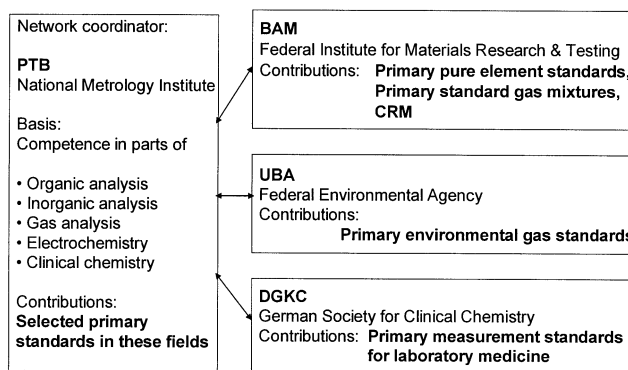 Network coordinator:
PTB
National Metrology Institute
Basis:
Competence in parts of
• Organic analysis
• Inorganic analysis
• Gas analysis
• Electrochemistry
• Clinical chemistry
Contributions:
Selected primary
standards in these fields
BAM
Federal Institute for Materials Research & Testing
Contributions: Primary pure element standards,
Primary standard gas mixtures,
CRM
UBA
Federal Environmental Agency
Contributions:
Primary environmental gas standards
DGKC
German Society for Clinical Chemistry
Contributions: Primary measurement standards
for laboratory medicine